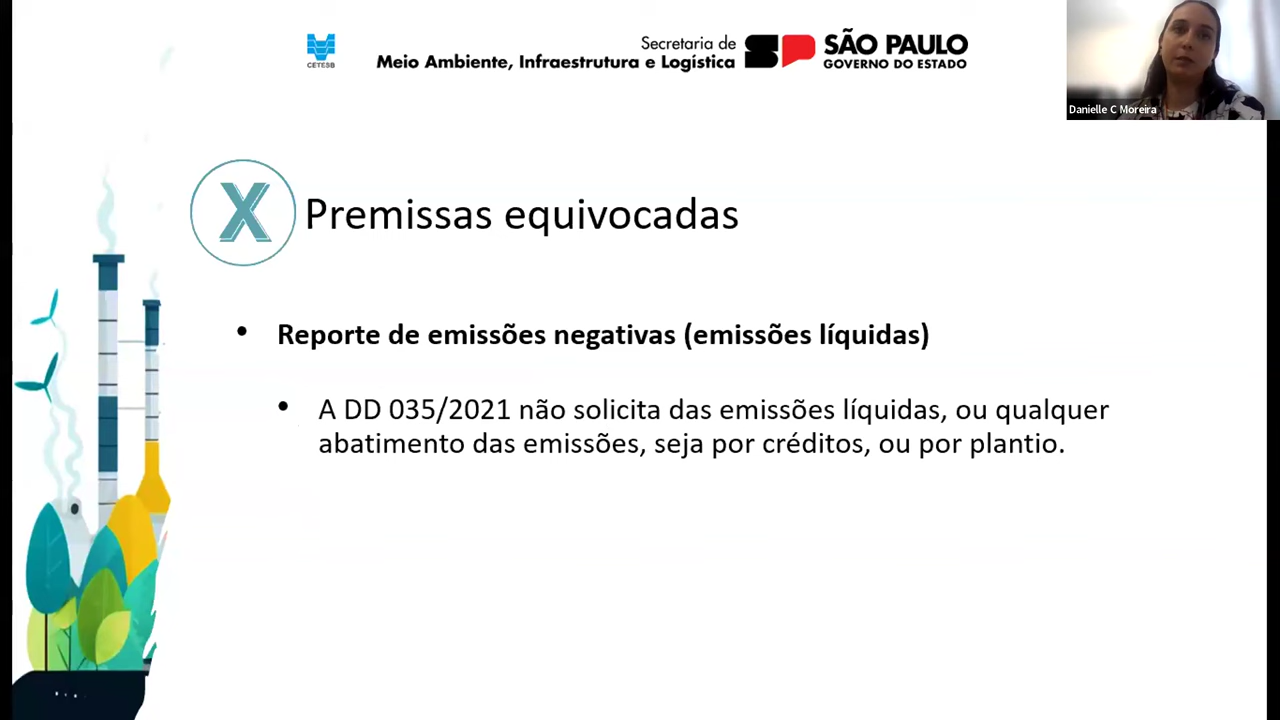 CETESB
Secretaria de
Meio Ambiente, Infraestrutura e Logística
SP
SÃO PAULO
GOVERNO DO ESTADO
Danielle C Moreira
X
Premissas equivocadas
• Reporte de emissões negativas (emissões líquidas)
• A DD 035/2021 não solicita das emissões líquidas, ou qualquer
abatimento das emissões, seja por créditos, ou por plantio.